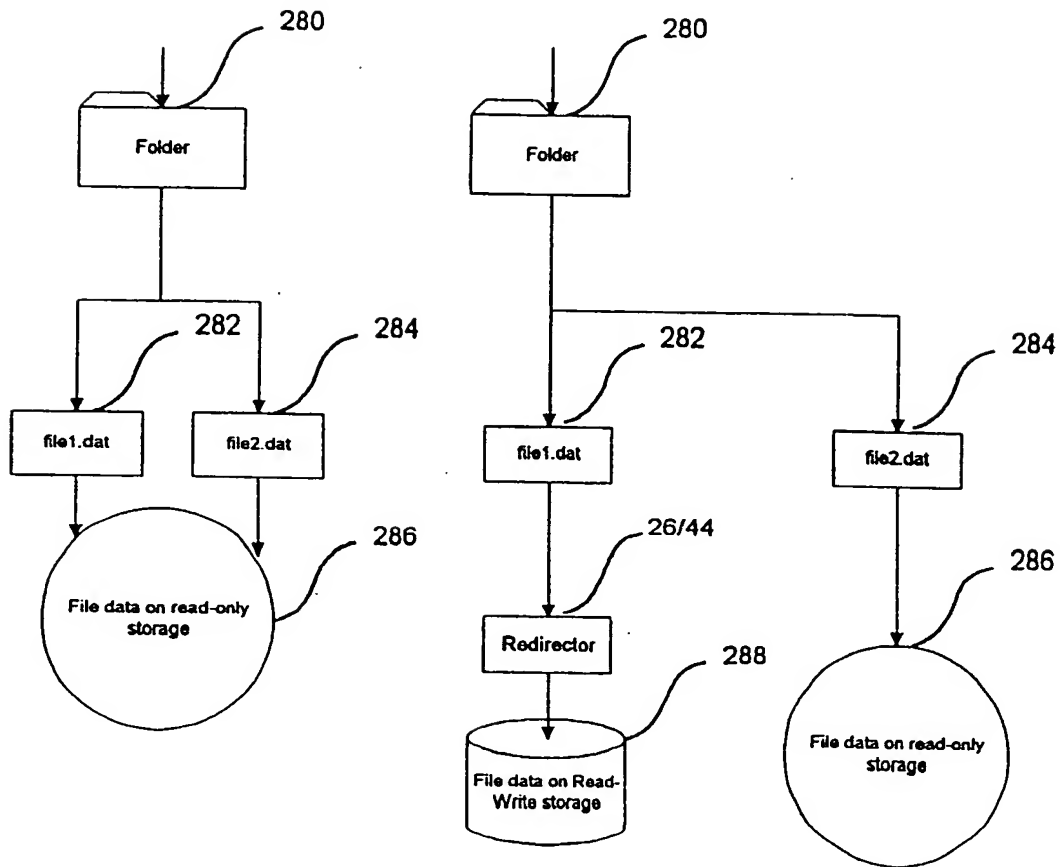 280
Folder
282
284
file1.dat
file2.dat
286
File data on read-only
storage
280
Folder
282
284
file1.dat
file2.dat
26/44
286
Redirector
288
File data on Read-
Write storage
File data on read-only
storage